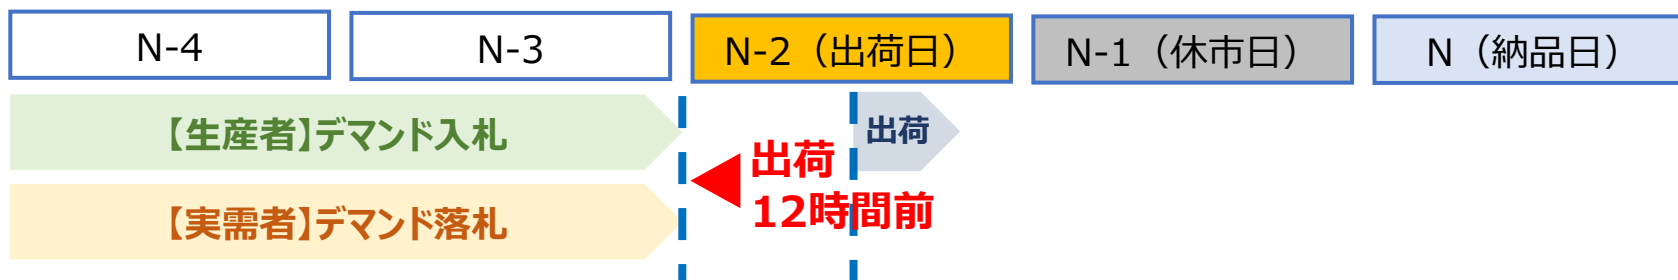 N-4
N-3
N-2（出荷日）
N-1（休市日）
N（納品日）
【生産者】デマンド入札
出荷
出荷
12時間前
【実需者】デマンド落札